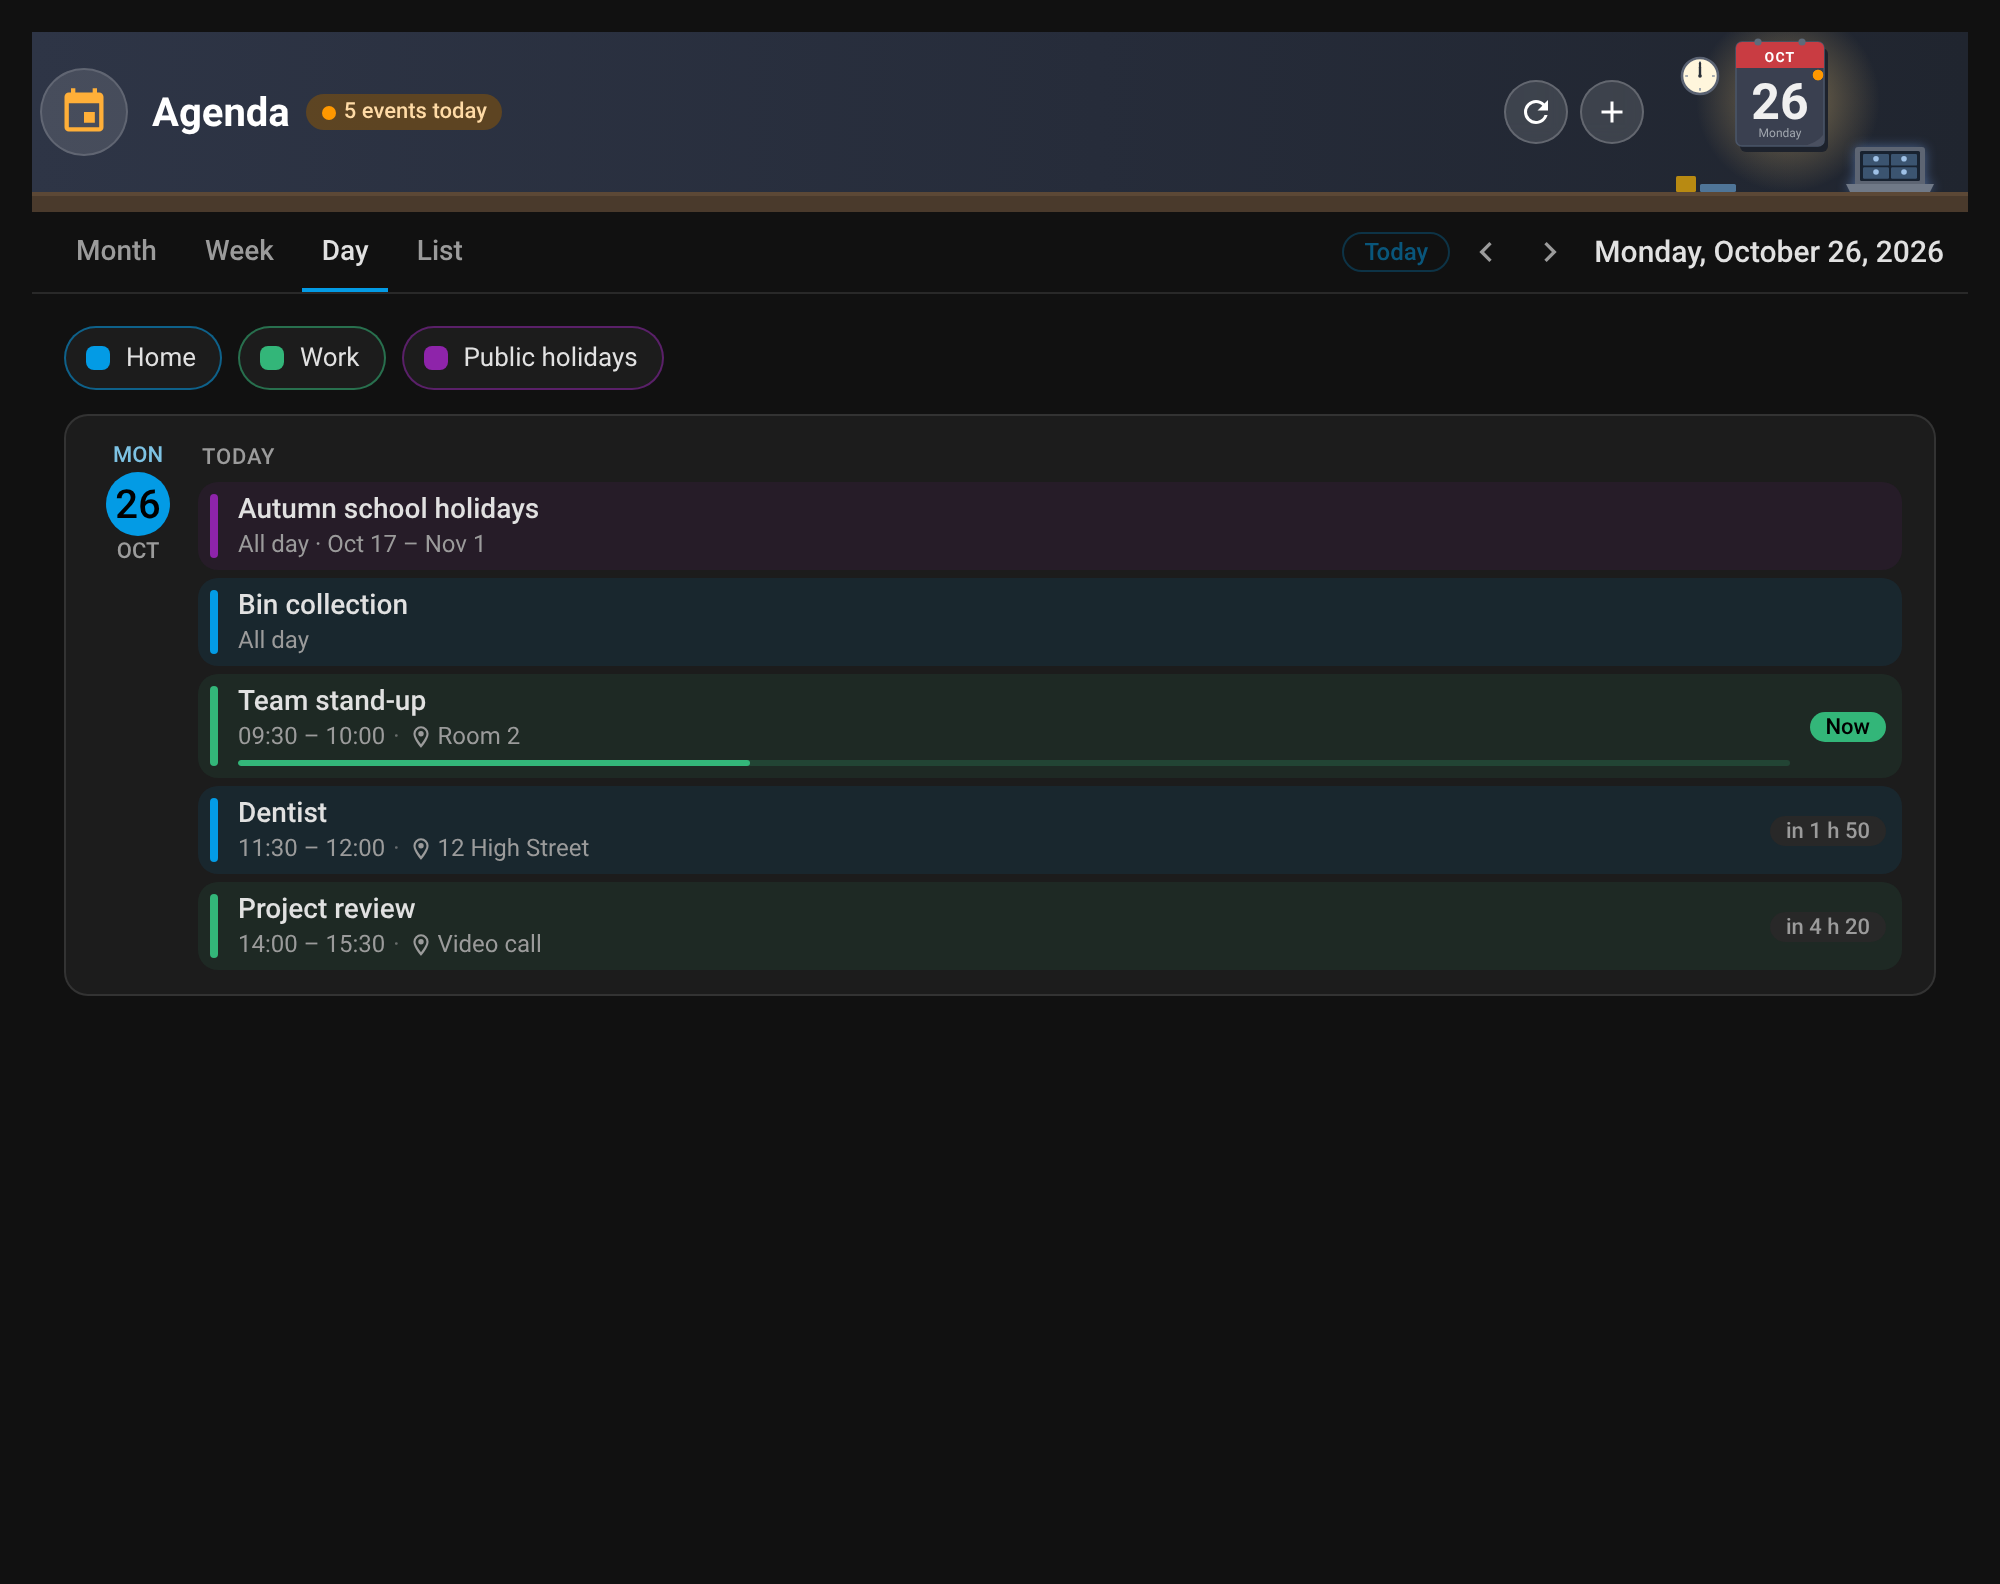 Agenda
5 events today
OCT
26
Monday
Month Week Day List
Today
Monday, October 26, 2026
Home Work Public holidays
MON
26
OCT
TODAY
Autumn school holidays
All day · Oct 17 – Nov 1
Bin collection
All day
Team stand-up
09:30 – 10:00 · Room 2
Now
Dentist
11:30 – 12:00 · 12 High Street
in 1 h 50
Project review
14:00 – 15:30 · Video call
in 4 h 20